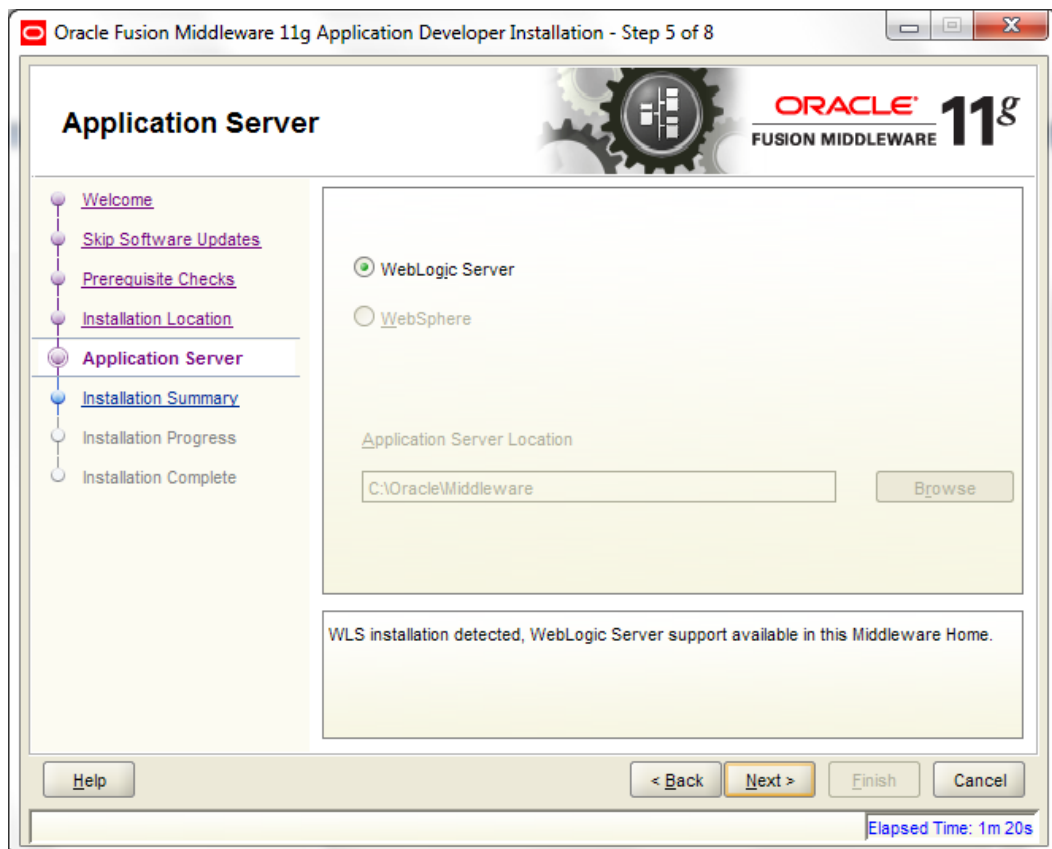 Oracle Fusion Middleware 11g Application Developer Installation - Step 5 of 8
Application Server
ORACLE®
FUSION MIDDLEWARE
11g
Welcome
Skip Software Updates
Prerequisite Checks
Installation Location
Application Server
Installation Summary
Installation Progress
Installation Complete
WebLogic Server
WebSphere
Application Server Location
C:\Oracle\Middleware
Browse
WLS installation detected, WebLogic Server support available in this Middleware Home.
Help
< Back
Next >
Finish
Cancel
Elapsed Time: 1m 20s